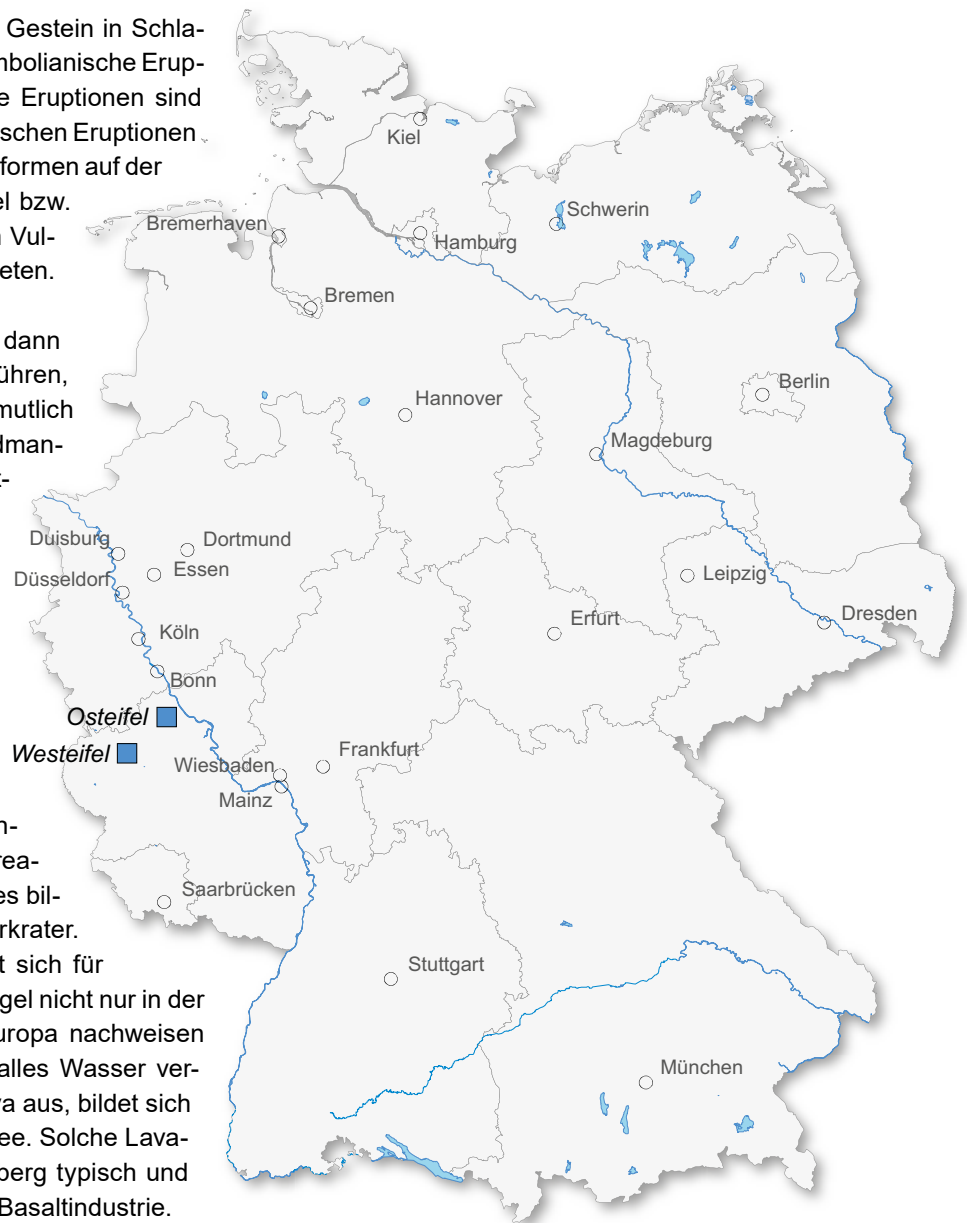 Gestein in Schla-
nbolianische Erup-
e Eruptionen sind
ischen Eruptionen
formen auf der
el bzw.
Vul-
eten.
dann
ühren,
mutlich
dman-
t-
n-
rea-
es bil-
rkrater.
t sich für
gel nicht nur in der
uropa nachweisen
alles Wasser ver-
va aus, bildet sich
ee. Solche Lava-
berg typisch und
Basaltindustrie.
Kiel
Schwerin
Bremerhaven
Hamburg
Bremen
Berlin
Hannover
Magdeburg
Duisburg
Dortmund
Essen
Düsseldorf
Leipzig
Köln
Erfurt
Dresden
Bonn
Osteifel
Westeifel
Frankfurt
Wiesbaden
Mainz
Saarbrücken
Stuttgart
München